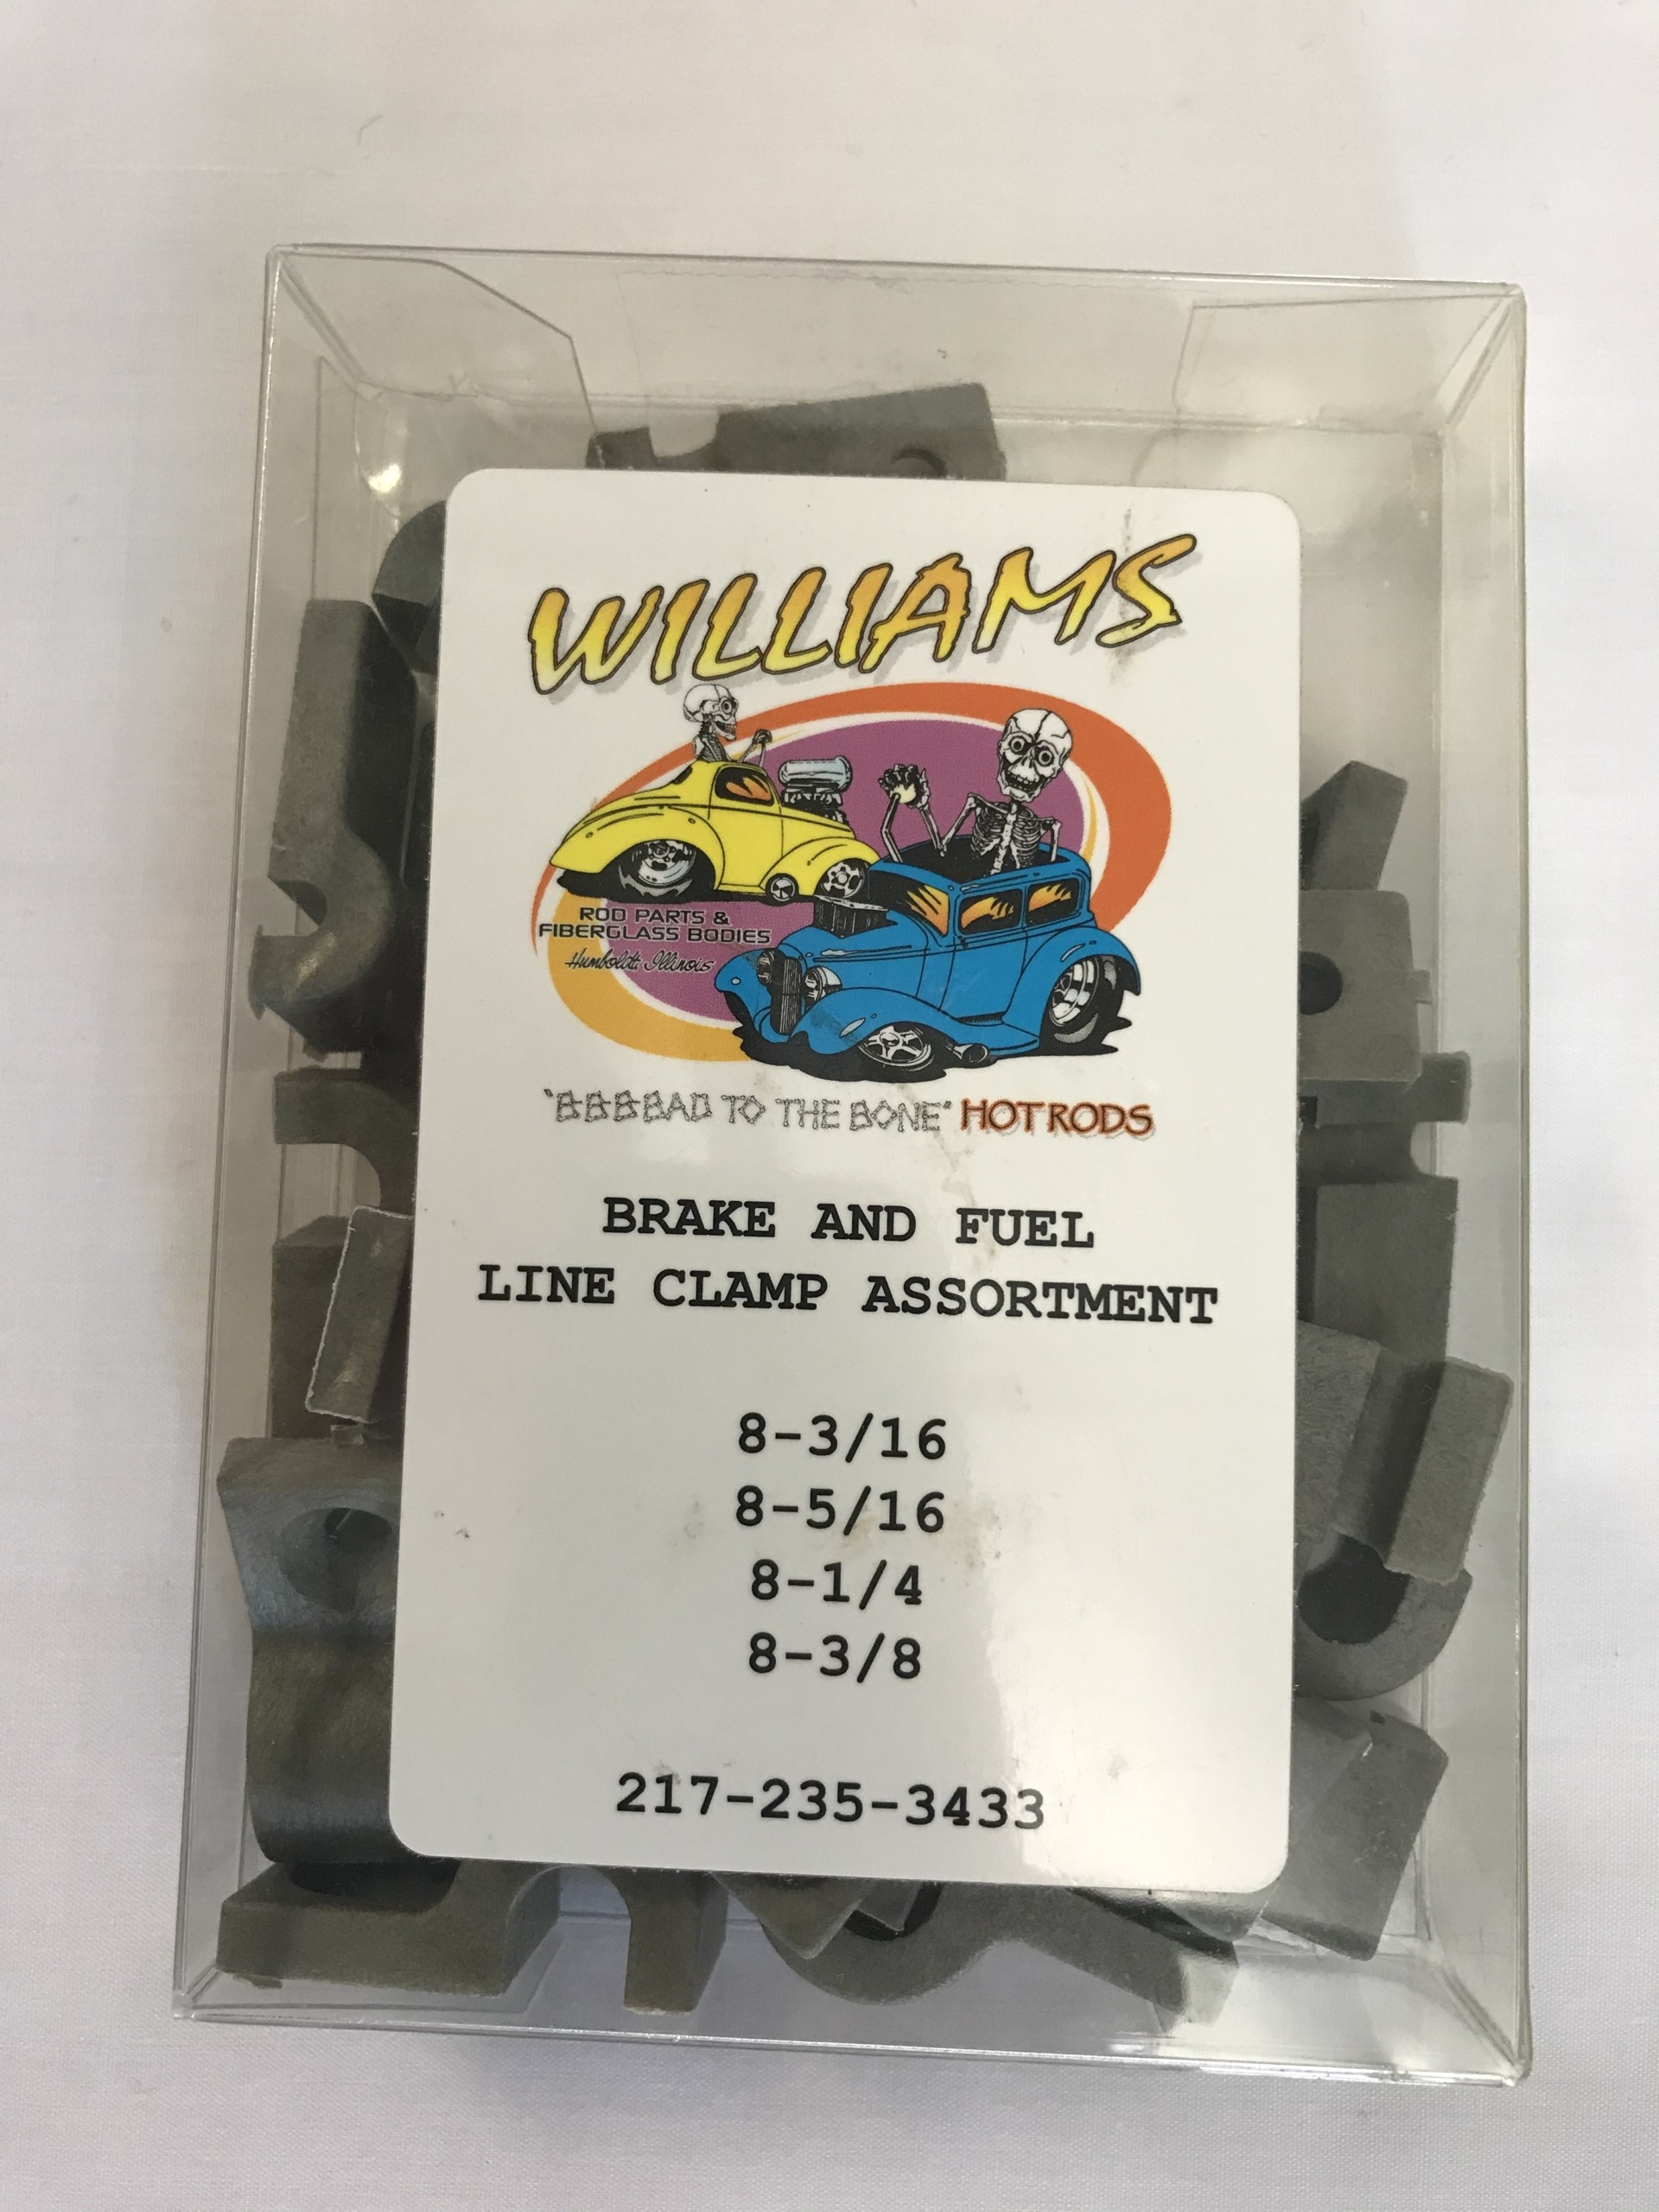 WILLIAMS
ROD PARTS &
FIBERGLASS BODIES
Humboldt Illinois
"BBBBAD TO THE BONE" HOT RODS
BRAKE AND FUEL
LINE CLAMP ASSORTMENT
8-3/16
8-5/16
8-1/4
8-3/8
217-235-3433